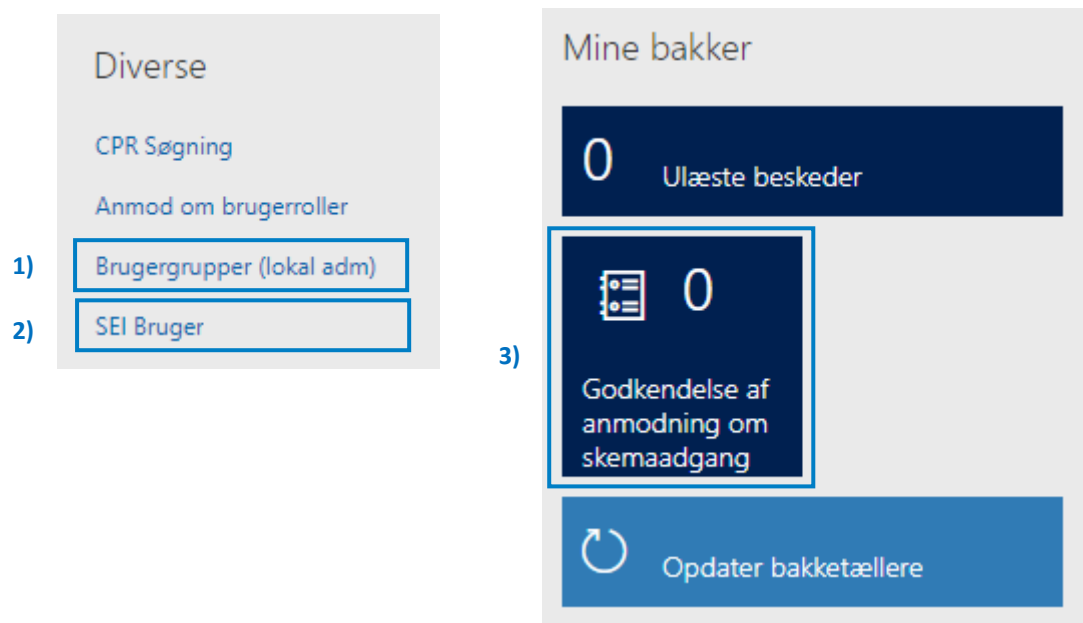 Diverse
CPR Søgning
Anmod om brugerroller
1)
Brugergrupper (lokal adm)
2)
SEI Bruger
Mine bakker
0
Ulæste beskeder
3)
0
Godkendelse af
anmodning om
skemaadgang
Opdater bakketællere